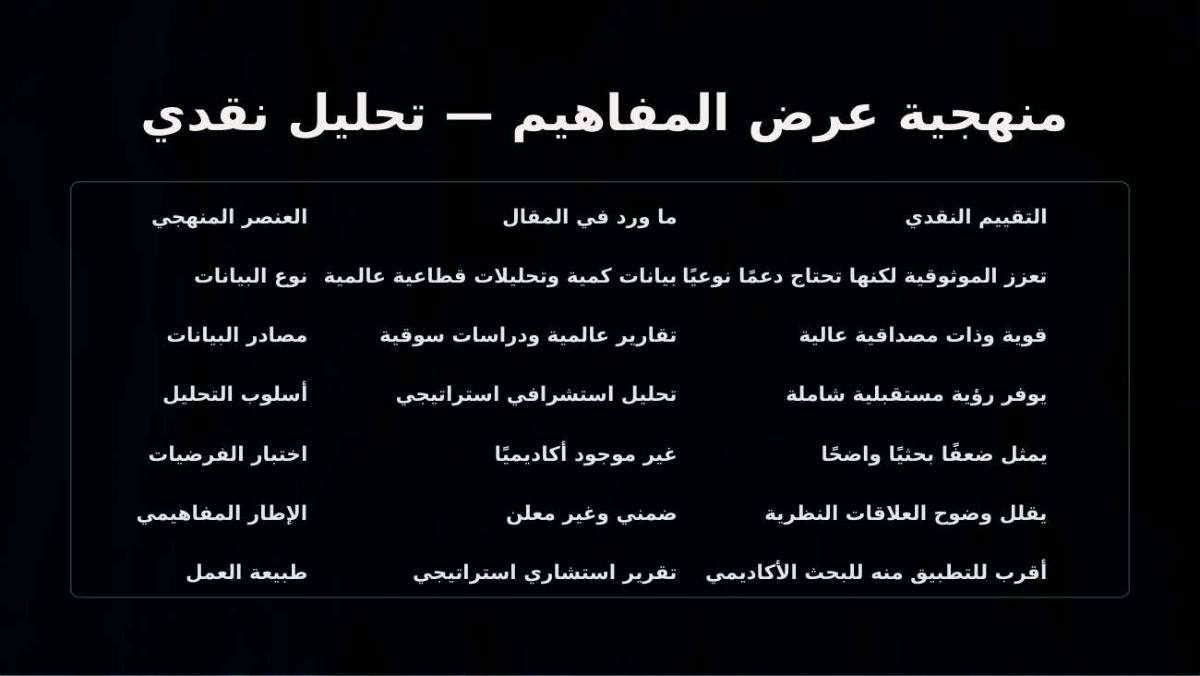 منهجية عرض المفاهيم — تحليل نقدي
التقييم النقدي ما ورد في المقال العنصر المنهجي
تعزز الموثوقية لكنها تحتاج دعمًا نوعيًا بيانات كمية وتحليلات قطاعية عالمية نوع البيانات
قوية وذات مصداقية عالية تقارير عالمية ودراسات سوقية مصادر البيانات
يوفر رؤية مستقبلية شاملة تحليل استشرافي استراتيجي أسلوب التحليل
يمثل ضعفًا بحثيًا واضحًا غير موجود أكاديميًا اختبار الفرضيات
يقلل وضوح العلاقات النظرية ضمني وغير معلن الإطار المفاهيمي
أقرب للتطبيق منه للبحث الأكاديمي تقرير استشاري استراتيجي طبيعة العمل